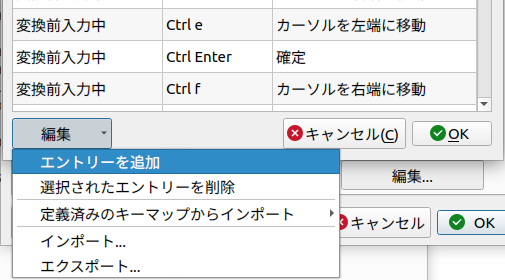 変換前入力中 Ctrl e カーソルを左端に移動
変換前入力中 Ctrl Enter 確定
変換前入力中 Ctrl f カーソルを右端に移動
編集 キャンセル(C) OK
エントリーを追加
選択されたエントリーを削除 編集...
定義済みのキーマップからインポート キャンセル OK
インポート...
エクスポート...